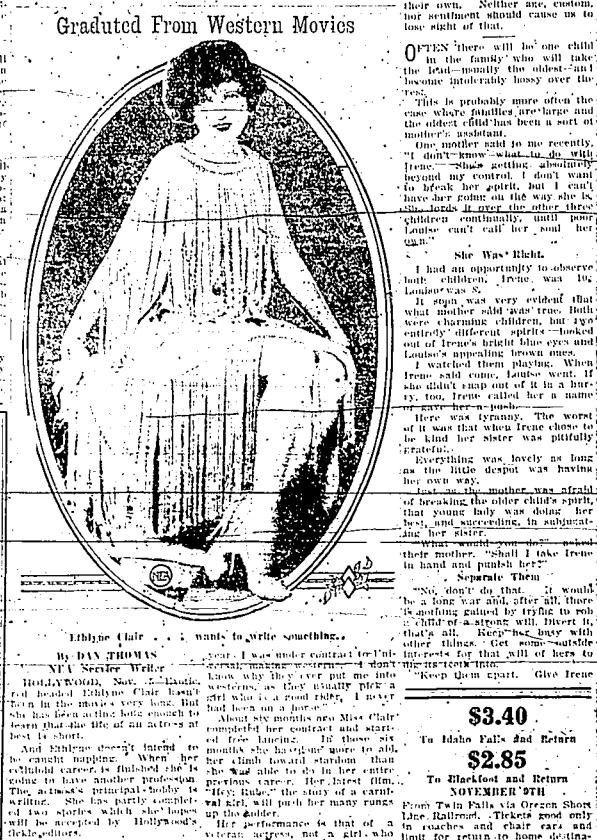 Graduted From Western Movies
Ethlyne Clair . . . wants to write something.
By DAN THOMAS
NEA Service Writer
HOLLYWOOD, Nov.
red headed Ethlyne Clair hasn't
been in the movies very long. But
she has been acting long enough to
learn that the life of an actress at
best is short.
And Ethlyne doesn't intend to
be caught napping. When her
celluloid career is finished she is
going to have another profession.
The actress's principal hobby is
writing. She has partly complet-
ed two stories which she hopes
will be accepted by Hollywood's
fickle editors.
year. I was under contract to Uni-
versal, making westerns. I don't
know why they ever put me into
westerns, as they usually pick a
girl who is a good rider. I never
had been on a horse."
About six months ago Miss Clair
completed her contract and start-
ed free lancing. In those six
months she has gone more to aid
her climb toward stardom than
she was able to do in her entire
previous career. Her latest film,
"Hey, Rube," the story of a carni-
val girl, will push her many rungs
up the ladder.
Her performance is that of a
veteran actress, not a girl who
their own. Neither age, custom,
nor sentiment should cause us to
lose sight of that.
OFTEN there will be one child
in the family who will take
the lead—usually the oldest—and
become intolerably bossy over the
rest.
This is probably more often the
case where families are large and
the oldest child has been a sort of
mother's assistant.
One mother said to me recently,
"I don't know what to do with
Irene. She's getting absolutely
beyond my control. I don't want
to break her spirit, but I can't
have her going on the way she is.
She lords it over the other three
children continually, until poor
Louise can't call her soul her
own."
She Was Right.
I had an opportunity to observe
both children. Irene was 10;
Louise was 8.
I soon was very evident that
what mother said was true. Both
were charming children, but two
entirely different spirits looked
out of Irene's bright blue eyes and
Louise's appealing brown ones.
I watched them playing. When
Irene said come, Louise went. If
she didn't snap out of it in a hur-
ry, too, Irene called her a name
or gave her a push.
Here was tyranny. The worst
of it was that when Irene chose to
be kind her sister was pitifully
grateful.
Everything was lovely as long
as the little despot was having
her own way.
Just as the mother was afraid
of breaking the older child's spirit,
that young lady was doing her
best, and succeeding, in subjugat-
ing her sister.
"What would you do?" asked
their mother. "Shall I take Irene
in hand and punish her?"
Separate Them
"No, don't do that. It would
be a long war and, after all, there
is nothing gained by trying to rob
a child of a strong will. Divert it,
that's all. Keep her busy with
other things. Get some outside
interests for that will of hers to
dig its teeth into.
"Keep them apart. Give Irene
$3.40
To Idaho Falls and Return
$2.85
To Blackfoot and Return
NOVEMBER 9TH
From Twin Falls via Oregon Short
Line Railroad. Tickets good only
in coaches and chair cars, and
limit for return to home destina-